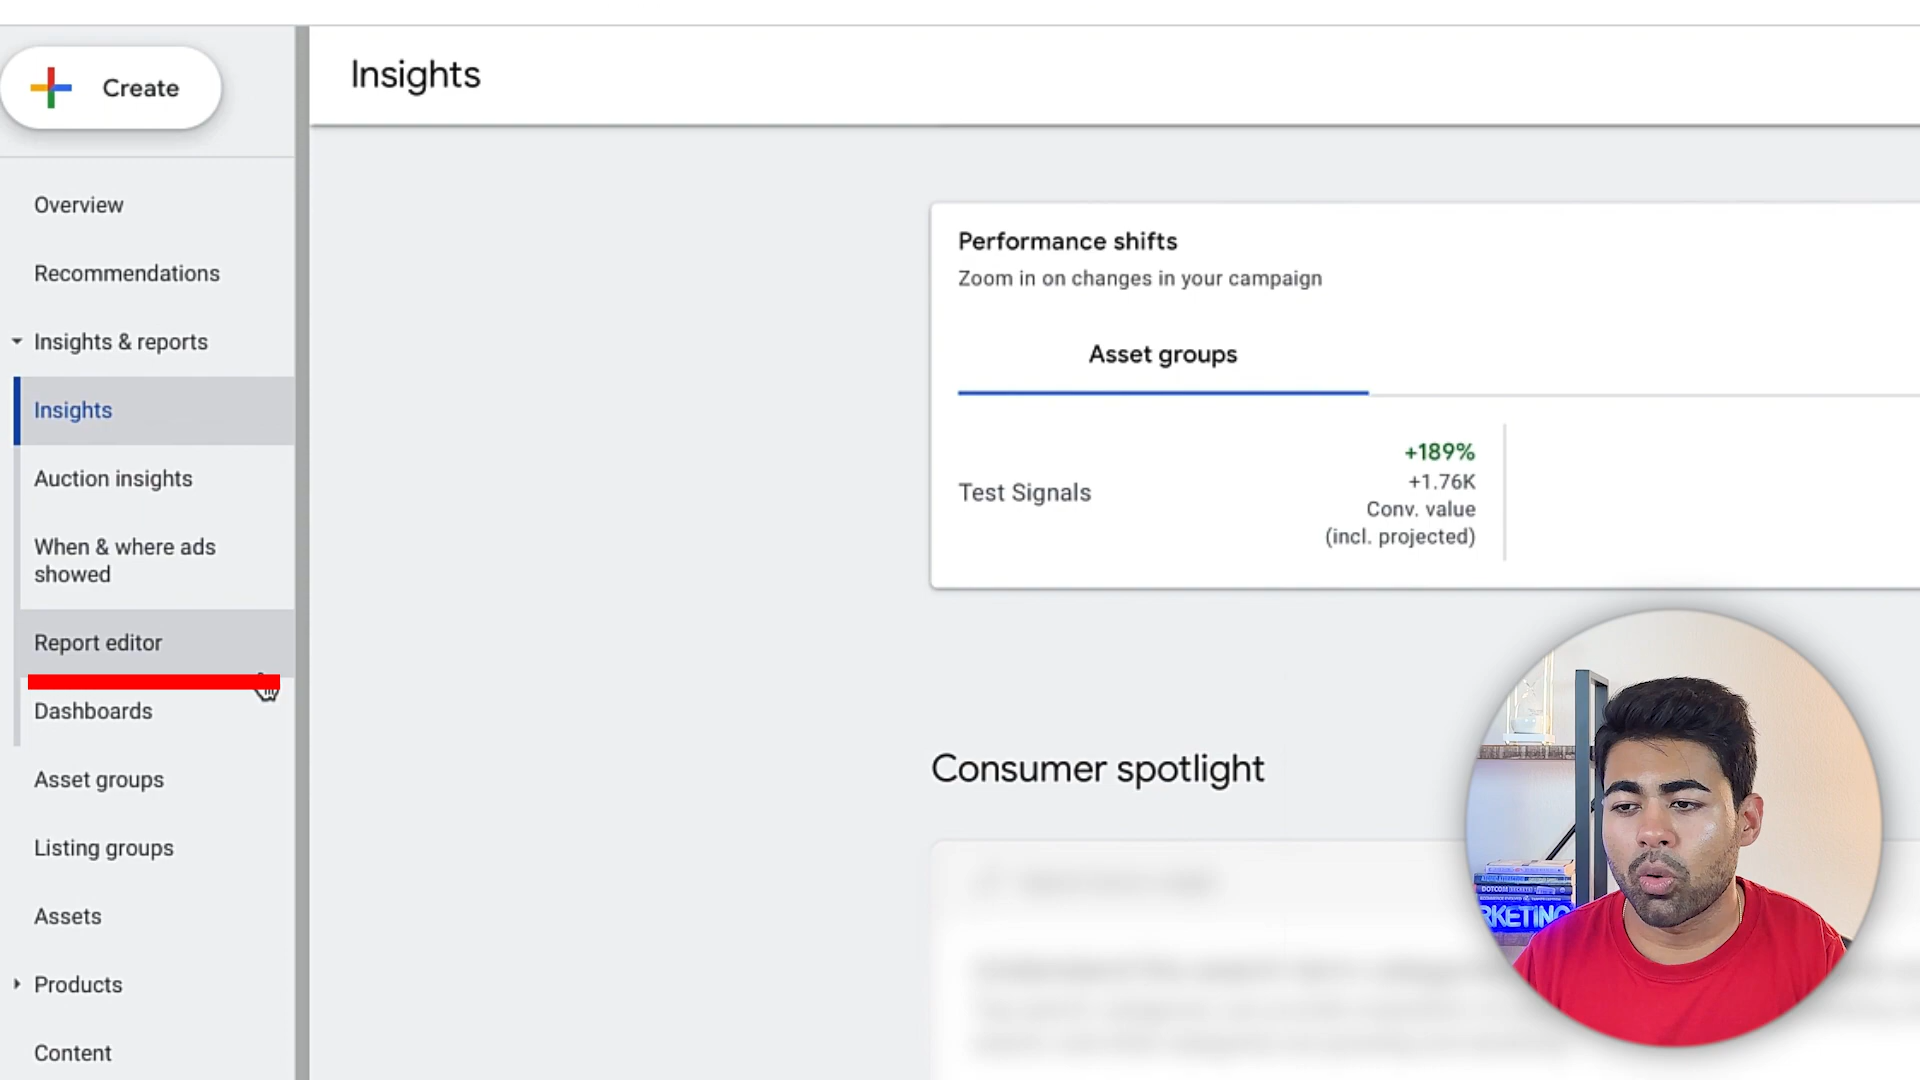 Create
Insights
Overview
Recommendations
Insights & reports
Insights
Auction insights
When & where ads
showed
Report editor
Dashboards
Asset groups
Listing groups
Assets
Products
Content
Performance shifts
Zoom in on changes in your campaign
Asset groups
Test Signals
+189%
+1.76K
Conv. value
(incl. projected)
Consumer spotlight
DOTCOM SECRETS
RKETING